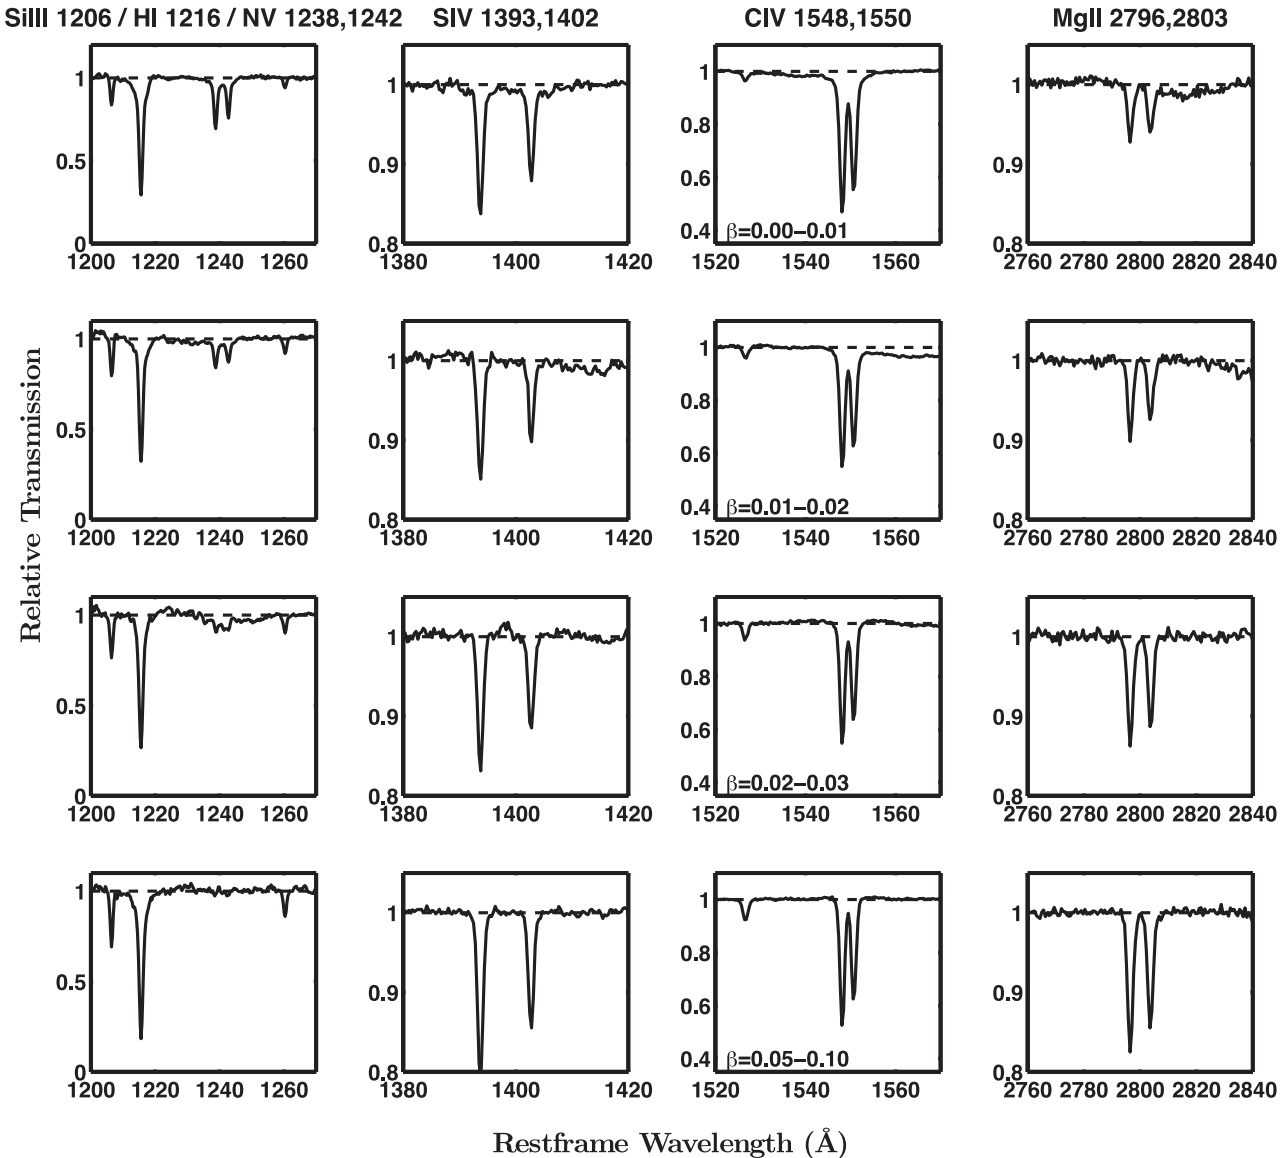 SiIII 1206 / HI 1216 / NV 1238,1242 SIV 1393,1402 CIV 1548,1550 MgII 2796,2803
1 0.5 0 1200 1220 1240 1260
1 0.9 0.8 1380 1400 1420
1 0.8 0.6 0.4 β=0.00−0.01 1520 1540 1560
1 0.9 0.8 2760 2780 2800 2820 2840
1 0.5 0 1200 1220 1240 1260
1 0.9 0.8 1380 1400 1420
1 0.8 0.6 0.4 β=0.01−0.02 1520 1540 1560
1 0.9 0.8 2760 2780 2800 2820 2840
1 0.5 0 1200 1220 1240 1260
1 0.9 0.8 1380 1400 1420
1 0.8 0.6 0.4 β=0.02−0.03 1520 1540 1560
1 0.9 0.8 2760 2780 2800 2820 2840
1 0.5 0 1200 1220 1240 1260
1 0.9 0.8 1380 1400 1420
1 0.8 0.6 0.4 β=0.05−0.10 1520 1540 1560
1 0.9 0.8 2760 2780 2800 2820 2840
Relative Transmission
Restframe Wavelength (Å)